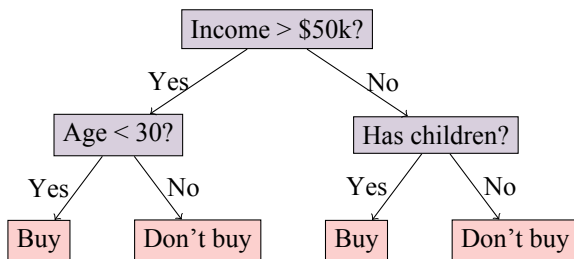 Income > $50k?
Yes
No
Age < 30?
Has children?
Yes
No
Yes
No
Buy
Don’t buy
Buy
Don’t buy